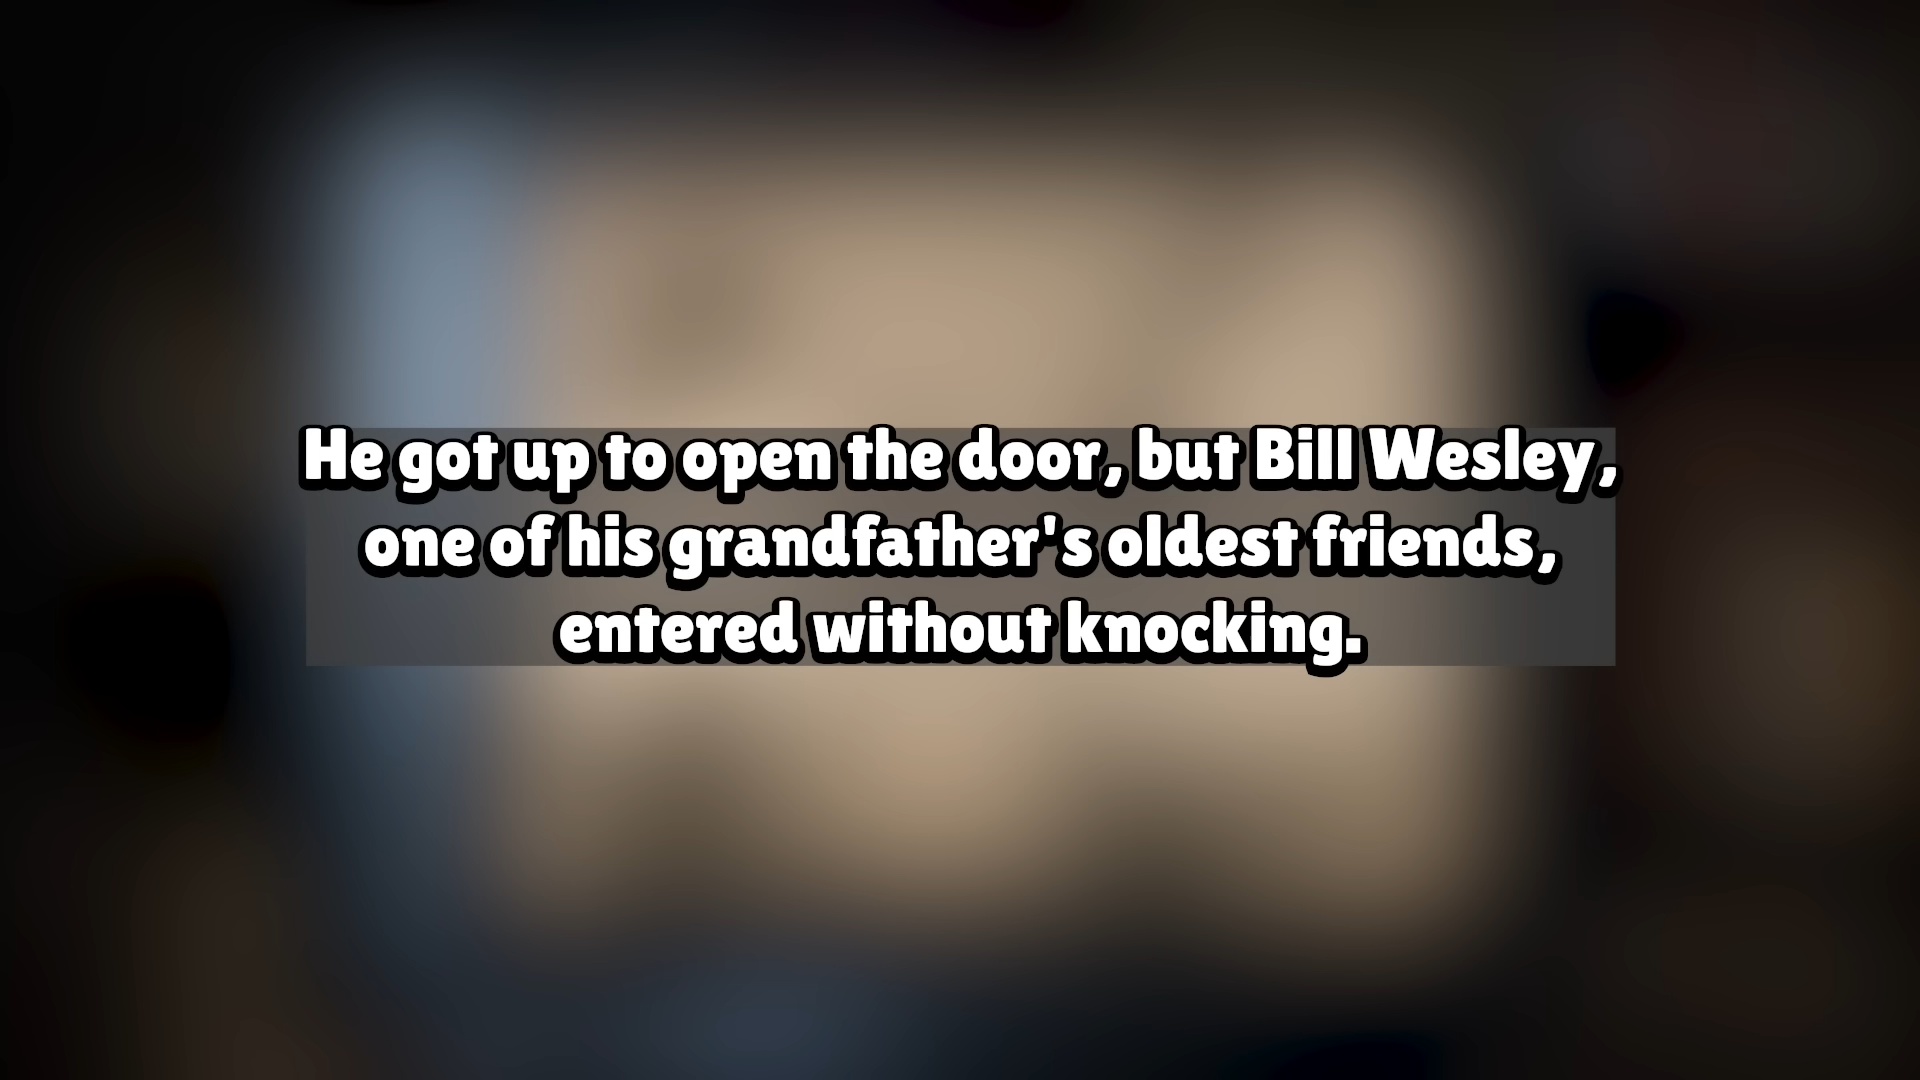 He got up to open the door, but Bill Wesley,
one of his grandfather's oldest friends,
entered without knocking.